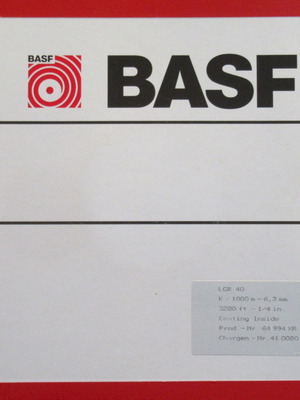 BASF
BASF
LGR 40
K - 1000 m - 6,3 mm
3280 ft - 1/4 in
Coating Inside
Prod - Nr. 64 994 XR
Chargen - Nr. 41 0000